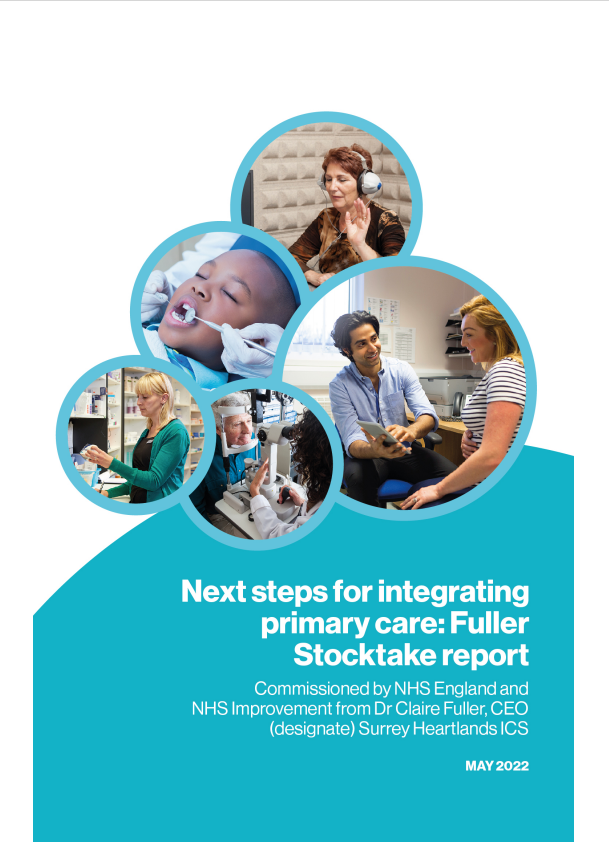 Next steps for integrating
primary care: Fuller
Stocktake report
Commissioned by NHS England and
NHS Improvement from Dr Claire Fuller, CEO
(designate) Surrey Heartlands ICS
MAY 2022